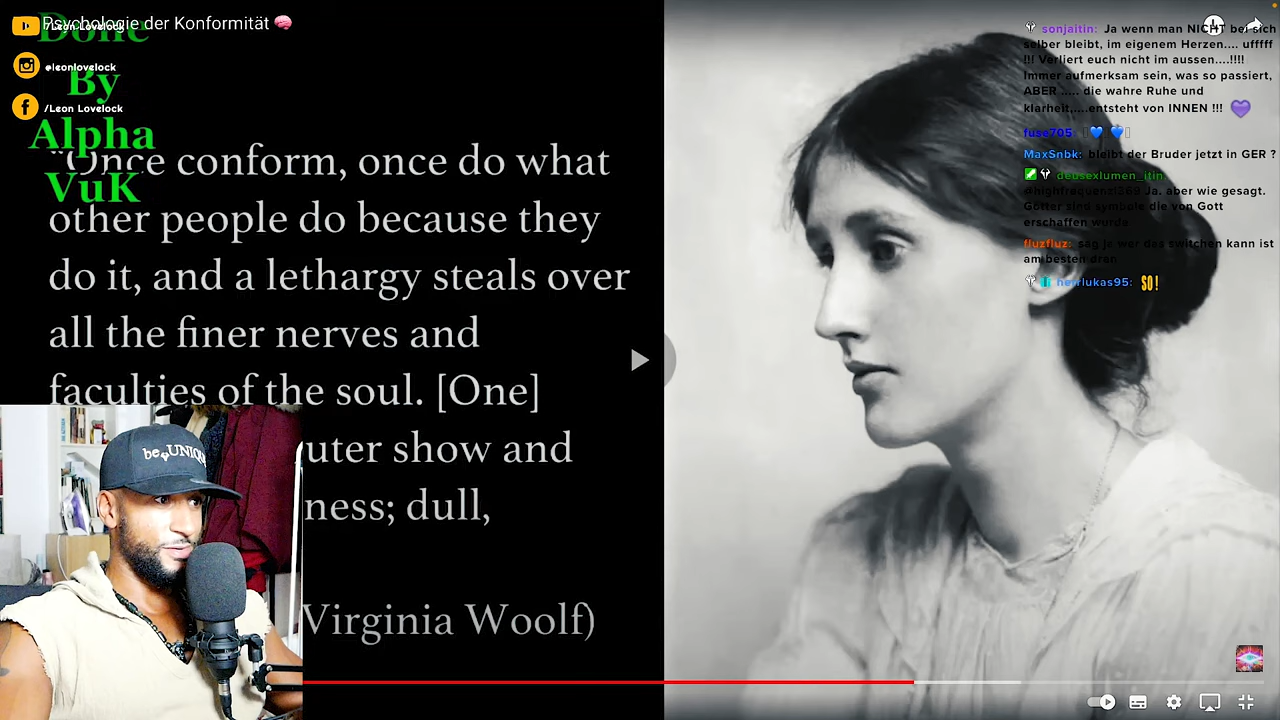 Psychologie der Konformität 🧠
/Leon Lovelock
@leonlovelock
/Leon Lovelock
Done
By
Alpha
VuK
“Once conform, once do what
other people do because they
do it, and a lethargy steals over
all the finer nerves and
faculties of the soul. [One]
uter show and
ness; dull,
Virginia Woolf)
be UNIQUE
sonjaitin: Ja wenn man NICHT bei sich
selber bleibt, im eigenem Herzen.... ufffff
!!! Verliert euch nicht im aussen....!!!!
Immer aufmerksam sein, was so passiert,
ABER ..... die wahre Ruhe und
klarheit,....entsteht von INNEN !!! 💜
fuse705: 💙 💙
MaxSnbk: bleibt der Bruder jetzt in GER ?
deusexlumen_itin:
Ja. aber wie gesagt.
Götter sind symbole die von Gott
erschaffen wurde
fluzfluz: sag je wer das switchen kann ist
am besten dran
herrlukas95: SO!